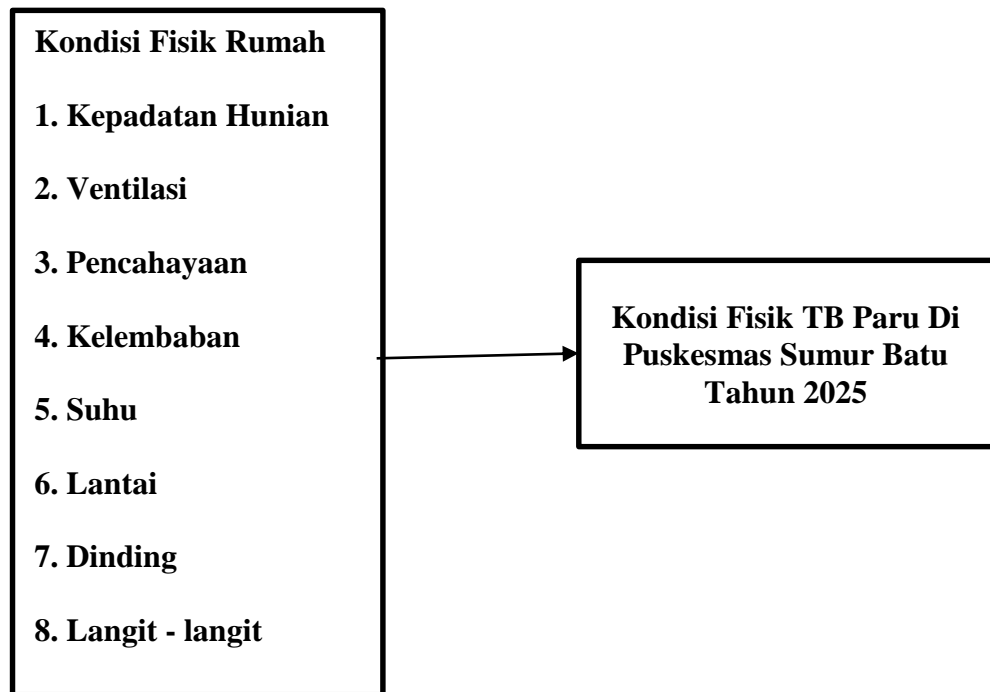 Kondisi Fisik Rumah
1. Kepadatan Hunian
2. Ventilasi
3. Pencahayaan
4. Kelembaban
5. Suhu
6. Lantai
7. Dinding
8. Langit - langit
Kondisi Fisik TB Paru Di
Puskesmas Sumur Batu
Tahun 2025